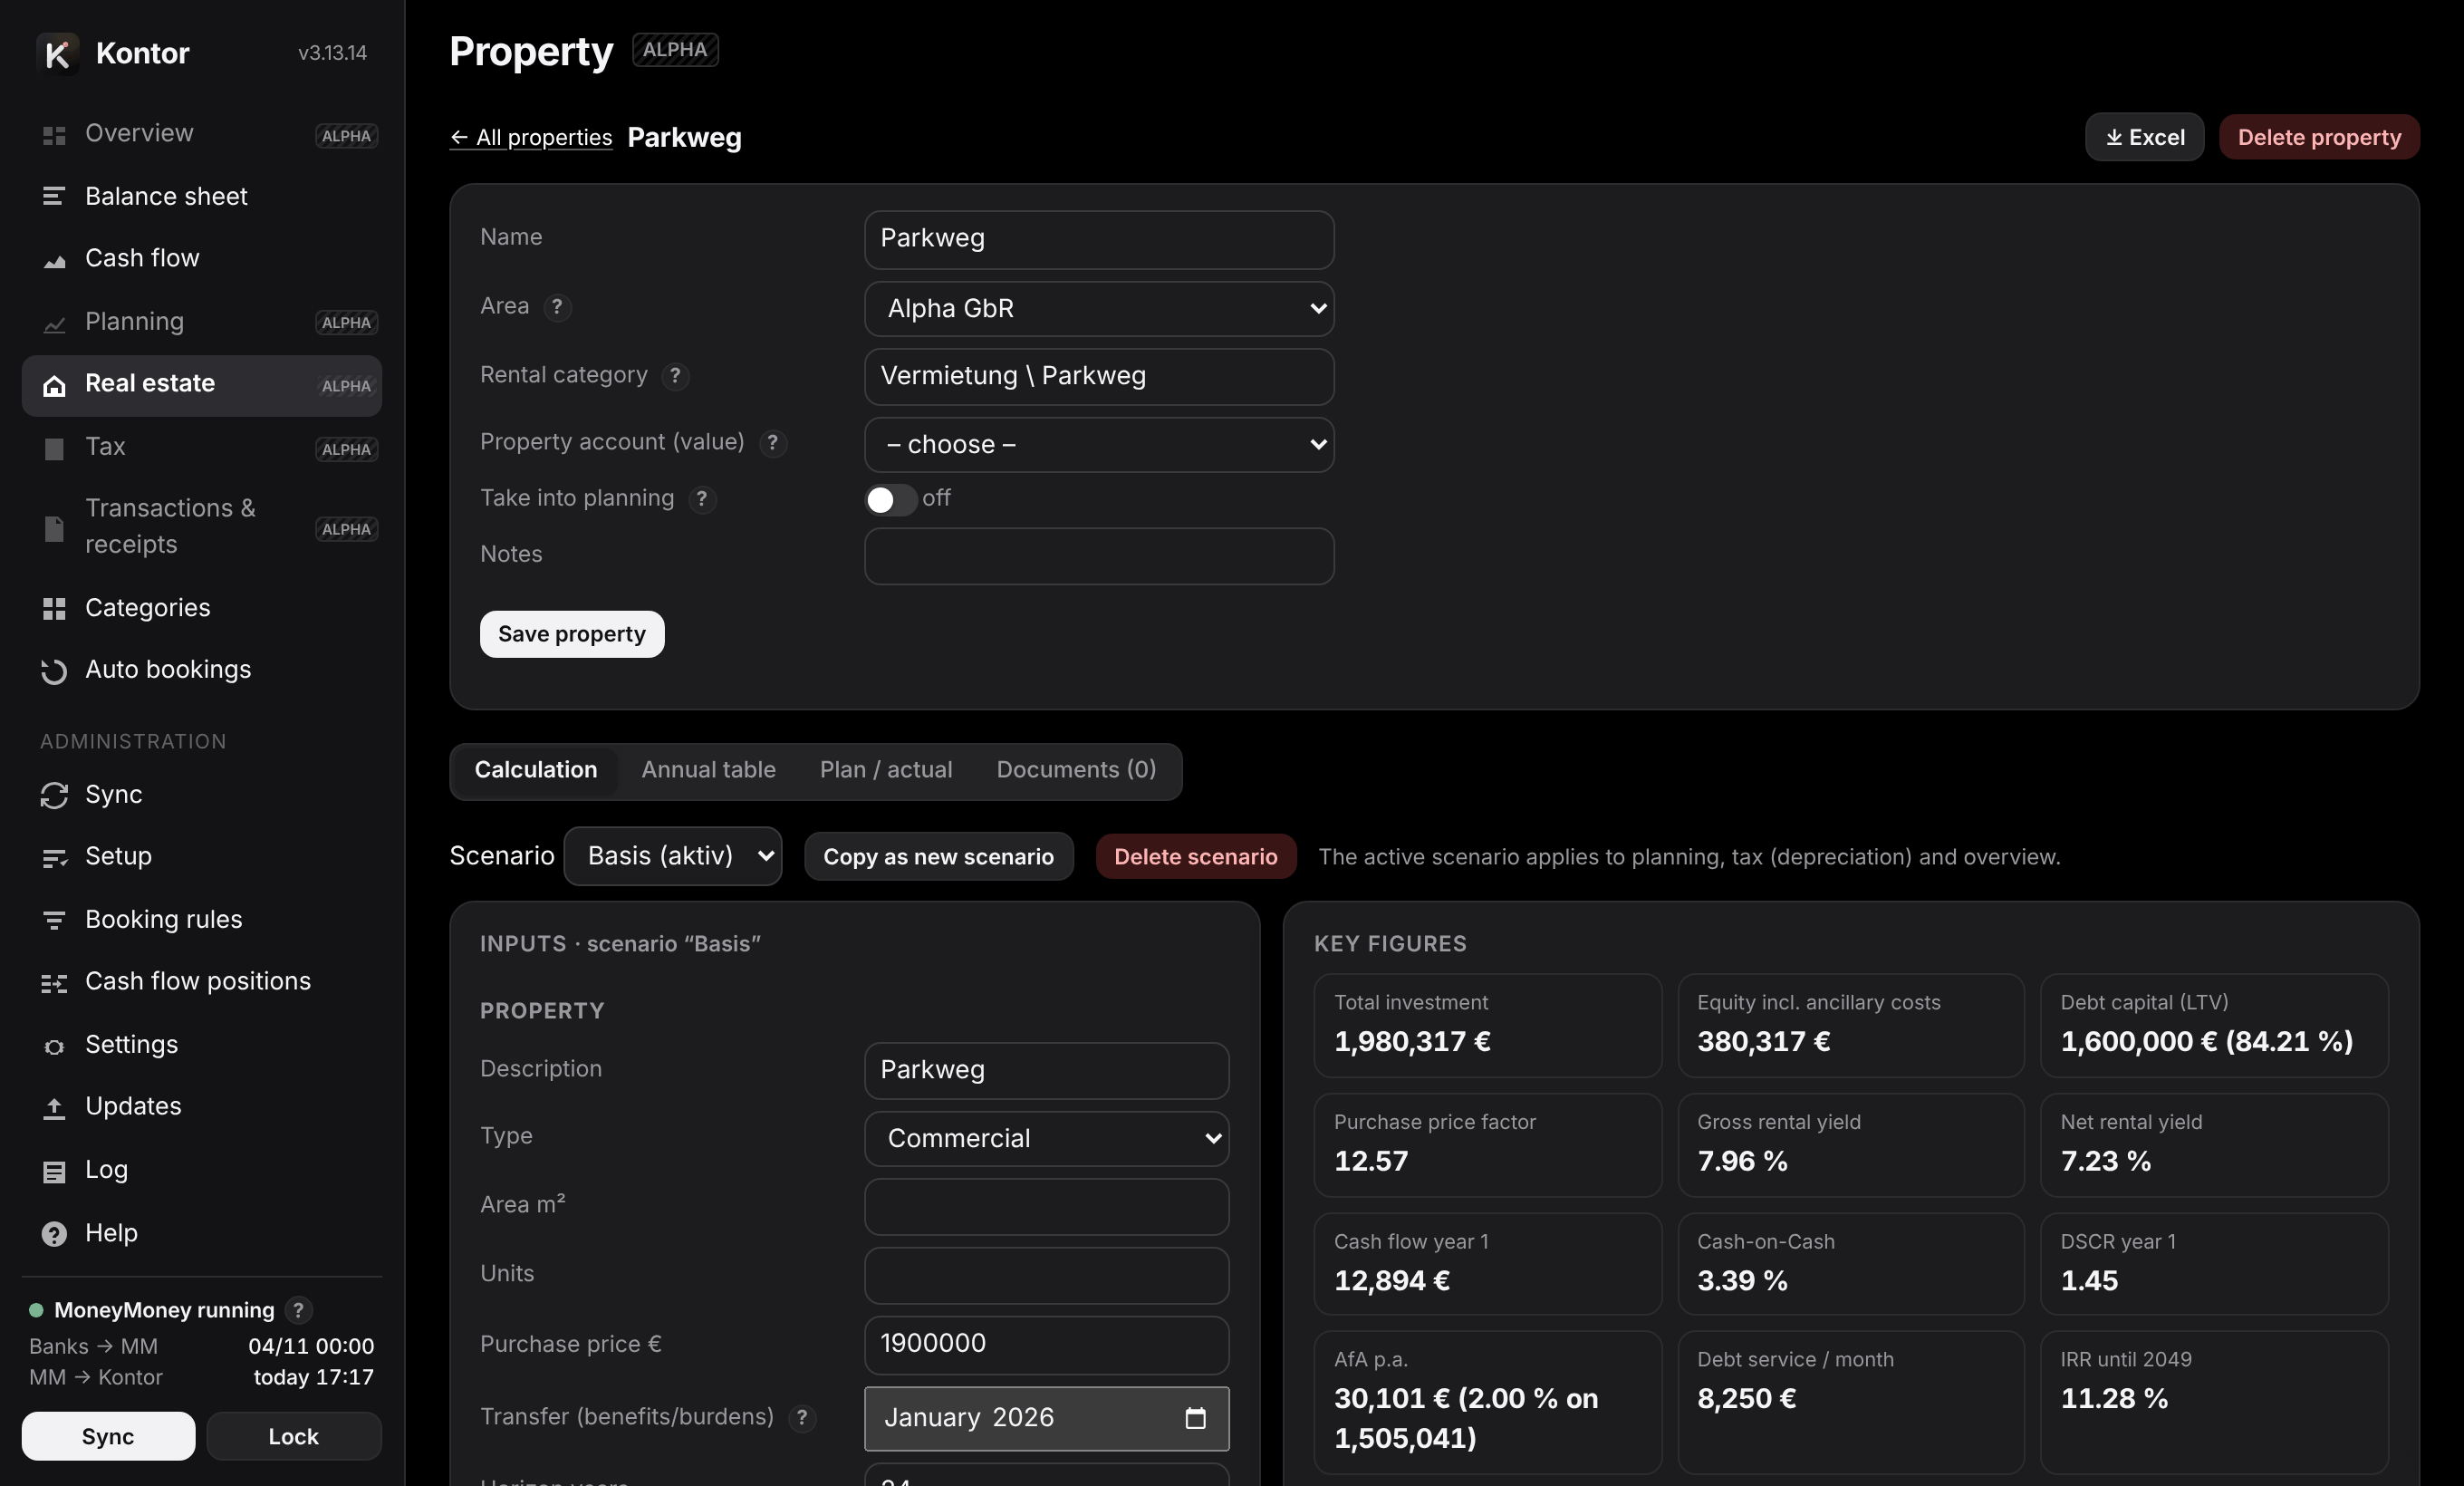 Kontor
v3.13.14
Overview ALPHA
Balance sheet
Cash flow
Planning ALPHA
Real estate ALPHA
Tax ALPHA
Transactions &
receipts ALPHA
Categories
Auto bookings
ADMINISTRATION
Sync
Setup
Booking rules
Cash flow positions
Settings
Updates
Log
Help
MoneyMoney running ?
Banks → MM 04/11 00:00
MM → Kontor today 17:17
Sync Lock
Property ALPHA
← All properties Parkweg
Excel Delete property
Name Parkweg
Area ? Alpha GbR
Rental category ? Vermietung \ Parkweg
Property account (value) ? – choose –
Take into planning ? off
Notes
Save property
Calculation Annual table Plan / actual Documents (0)
Scenario Basis (aktiv) Copy as new scenario Delete scenario The active scenario applies to planning, tax (depreciation) and overview.
INPUTS · scenario “Basis”
PROPERTY
Description Parkweg
Type Commercial
Area m²
Units
Purchase price € 1900000
Transfer (benefits/burdens) ? January 2026
KEY FIGURES
Total investment
1,980,317 €
Equity incl. ancillary costs
380,317 €
Debt capital (LTV)
1,600,000 € (84.21 %)
Purchase price factor
12.57
Gross rental yield
7.96 %
Net rental yield
7.23 %
Cash flow year 1
12,894 €
Cash-on-Cash
3.39 %
DSCR year 1
1.45
AfA p.a.
30,101 € (2.00 % on
1,505,041)
Debt service / month
8,250 €
IRR until 2049
11.28 %